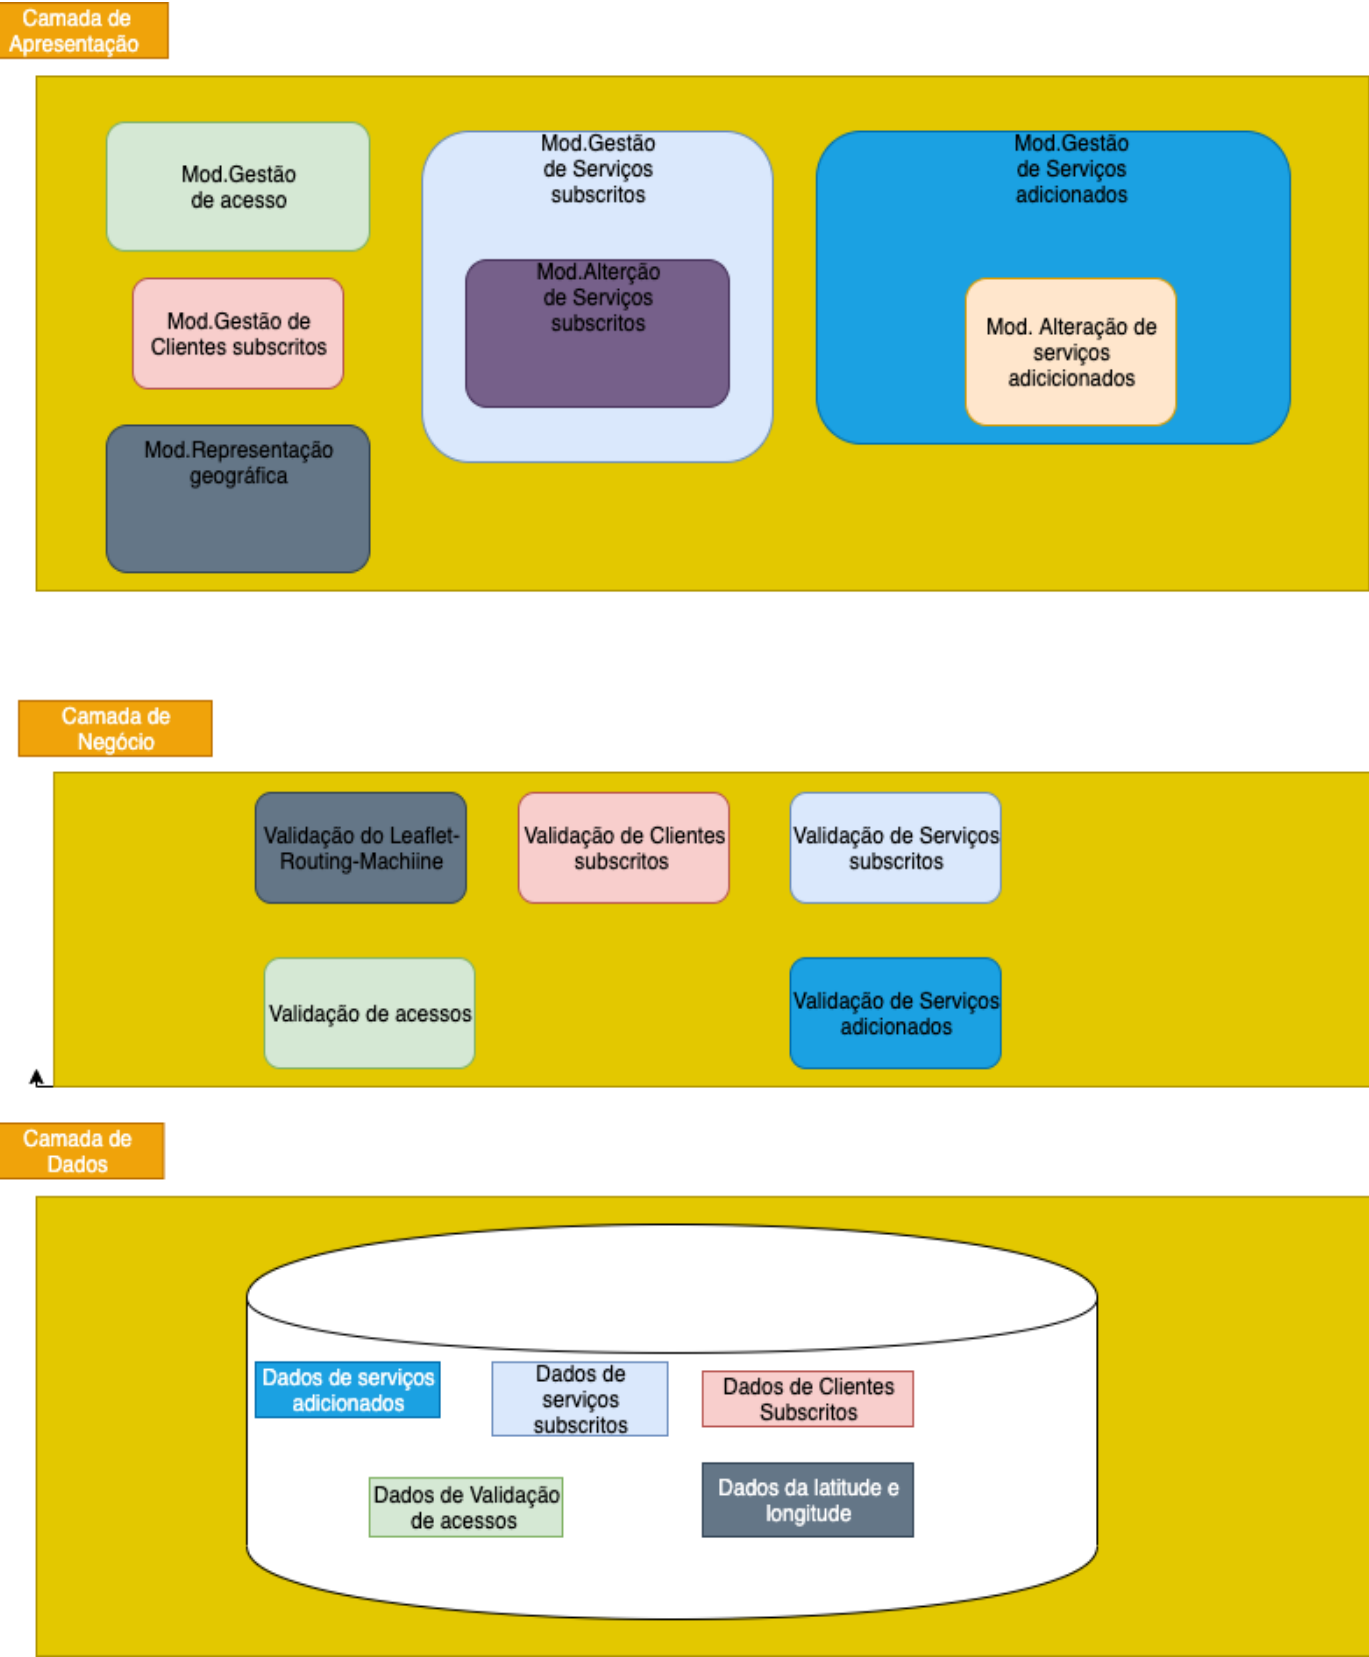 Camada de
Apresentação
Mod.Gestão
de acesso
Mod.Gestão
de Serviços
subscritos
Mod.Gestão
de Serviços
adicionados
Mod.Alterção
de Serviços
subscritos
Mod.Gestão de
Clientes subscritos
Mod. Alteração de
serviços
adicicionados
Mod.Representação
geográfica
Camada de
Negócio
Validação do Leaflet-
Routing-Machiine
Validação de Clientes
subscritos
Validação de Serviços
subscritos
Validação de acessos
Validação de Serviços
adicionados
Camada de
Dados
Dados de serviços
adicionados
Dados de
serviços
subscritos
Dados de Clientes
Subscritos
Dados de Validação
de acessos
Dados da latitude e
longitude